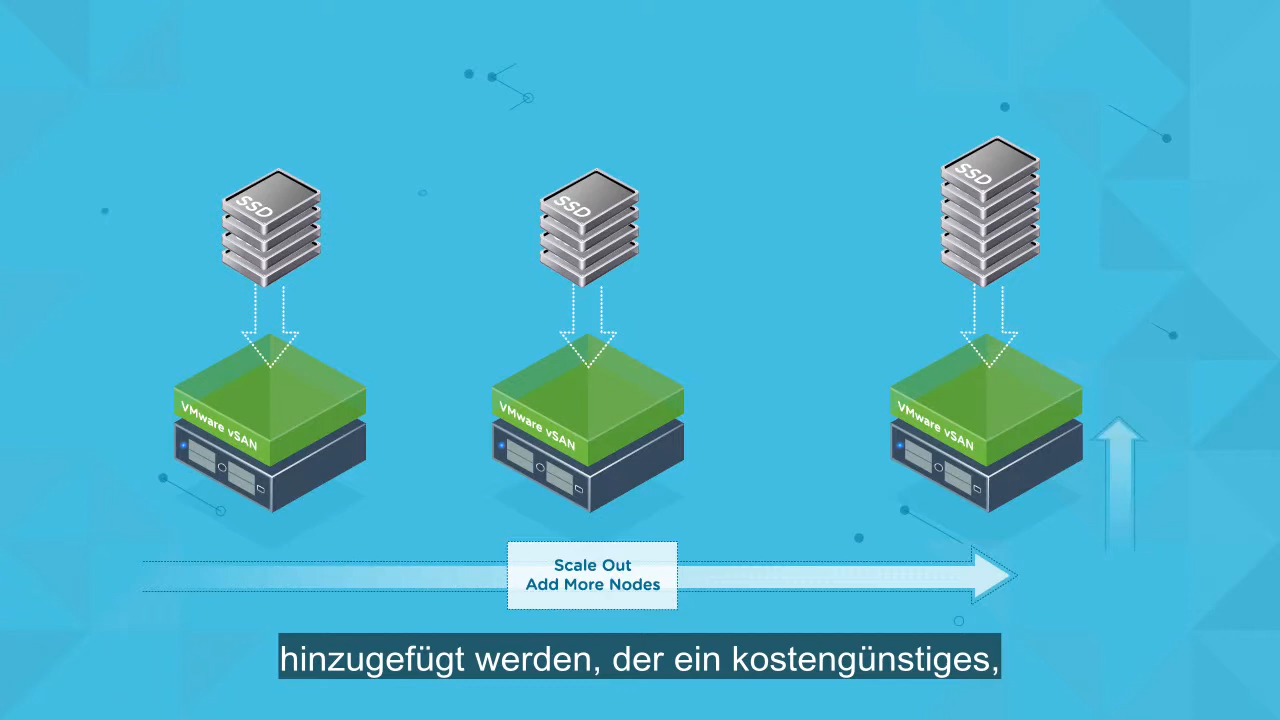 SSD
SSD
SSD
VMware vSAN
VMware vSAN
VMware vSAN
Scale Out
Add More Nodes
hinzugefügt werden, der ein kostengünstiges,